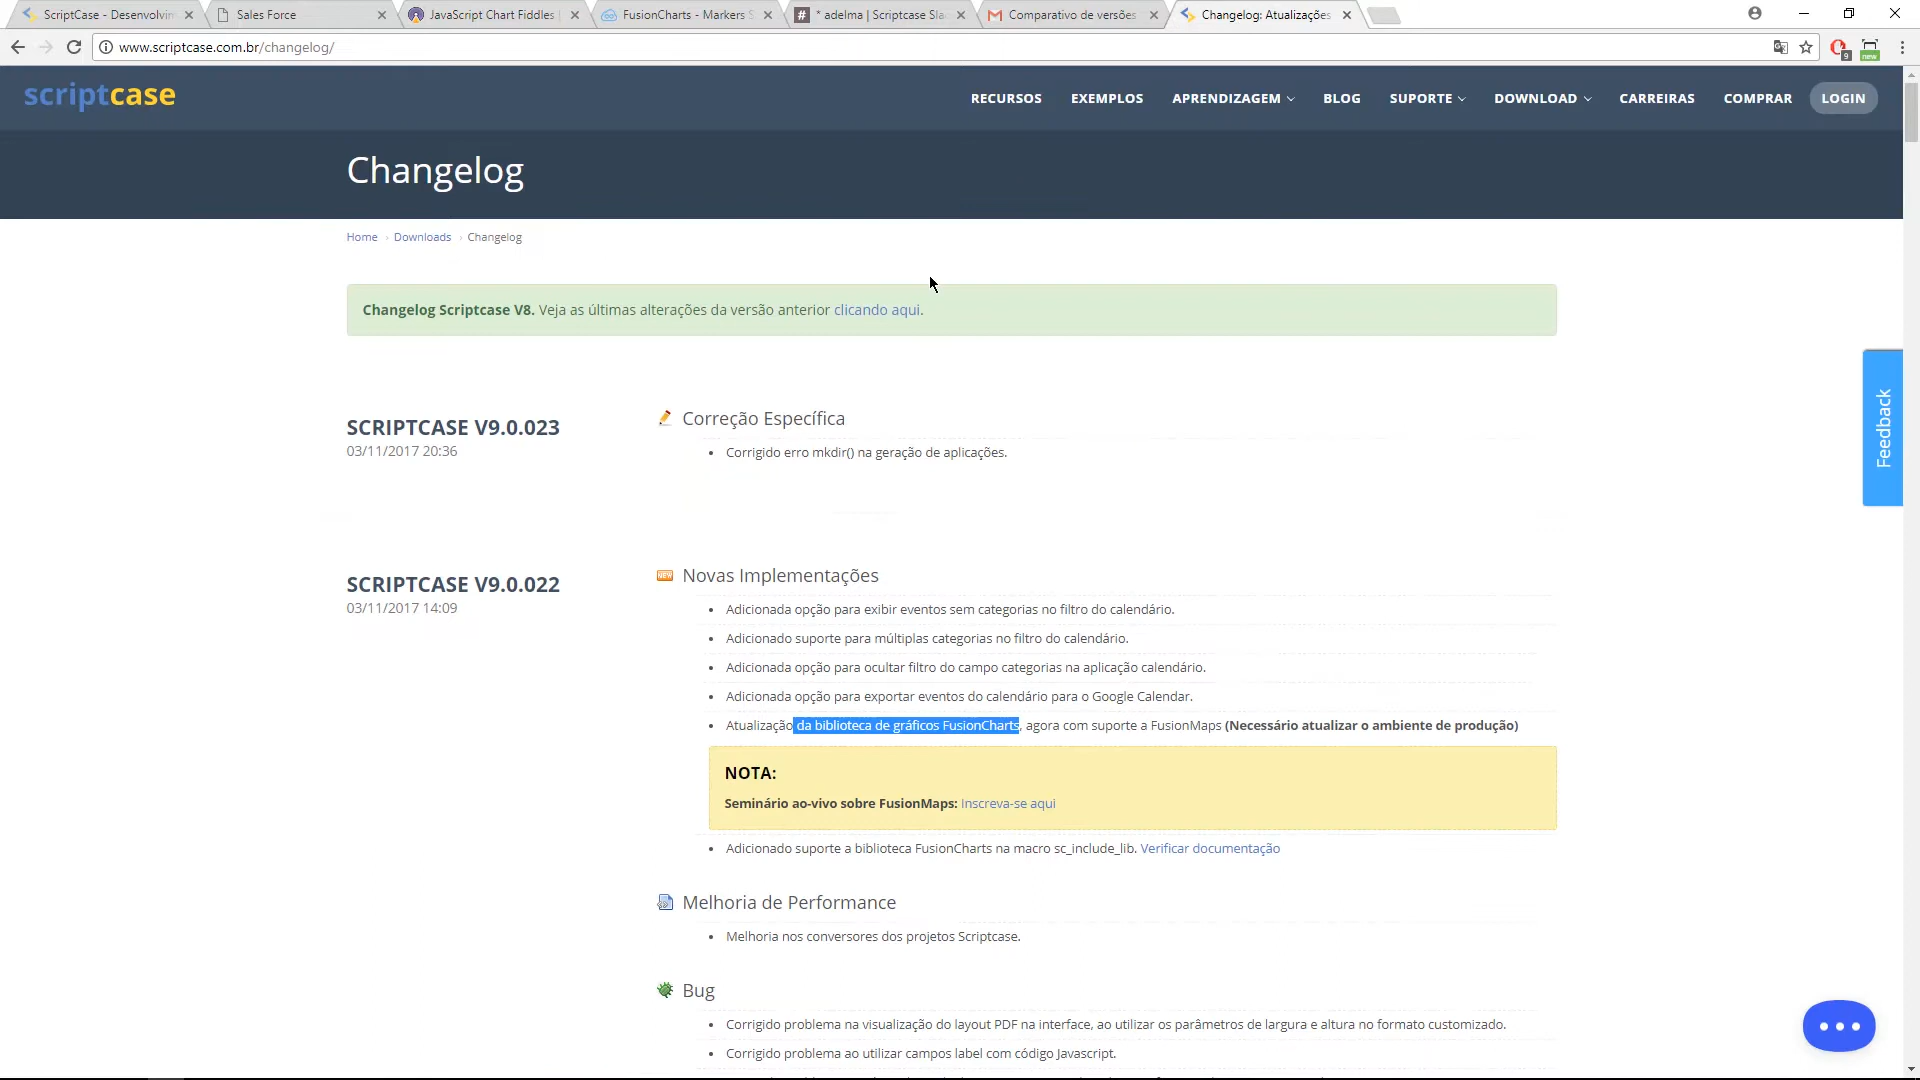 ScriptCase - Desenvolvin
Sales Force
JavaScript Chart Fiddles
FusionCharts - Markers S
* adelma | Scriptcase Sla
Comparativo de versões
Changelog: Atualizações
www.scriptcase.com.br/changelog/
9
new
scriptcase
RECURSOS
EXEMPLOS
APRENDIZAGEM
BLOG
SUPORTE
DOWNLOAD
CARREIRAS
COMPRAR
LOGIN
Changelog
Home › Downloads › Changelog
Changelog Scriptcase V8. Veja as últimas alterações da versão anterior clicando aqui.
Feedback
SCRIPTCASE V9.0.023
03/11/2017 20:36
Correção Específica
• Corrigido erro mkdir() na geração de aplicações.
SCRIPTCASE V9.0.022
03/11/2017 14:09
NEW Novas Implementações
• Adicionada opção para exibir eventos sem categorias no filtro do calendário.
• Adicionado suporte para múltiplas categorias no filtro do calendário.
• Adicionada opção para ocultar filtro do campo categorias na aplicação calendário.
• Adicionada opção para exportar eventos do calendário para o Google Calendar.
• Atualização da biblioteca de gráficos FusionCharts, agora com suporte a FusionMaps (Necessário atualizar o ambiente de produção)
NOTA:
Seminário ao-vivo sobre FusionMaps: Inscreva-se aqui
• Adicionado suporte a biblioteca FusionCharts na macro sc_include_lib. Verificar documentação
Melhoria de Performance
• Melhoria nos conversores dos projetos Scriptcase.
Bug
• Corrigido problema na visualização do layout PDF na interface, ao utilizar os parâmetros de largura e altura no formato customizado.
• Corrigido problema ao utilizar campos label com código Javascript.